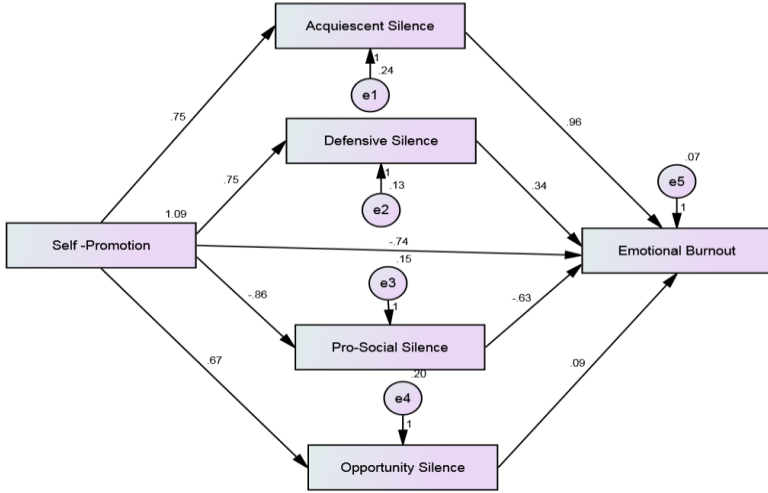 Acquiescent Silence
1
.24
e1
.75
.96
Defensive Silence
1
.13
e2
.75
.34
.07
e5
1
1.09
Self -Promotion
-.74
Emotional Burnout
.15
e3
1
-.86
-.63
Pro-Social Silence
.67
.20
e4
1
.09
Opportunity Silence